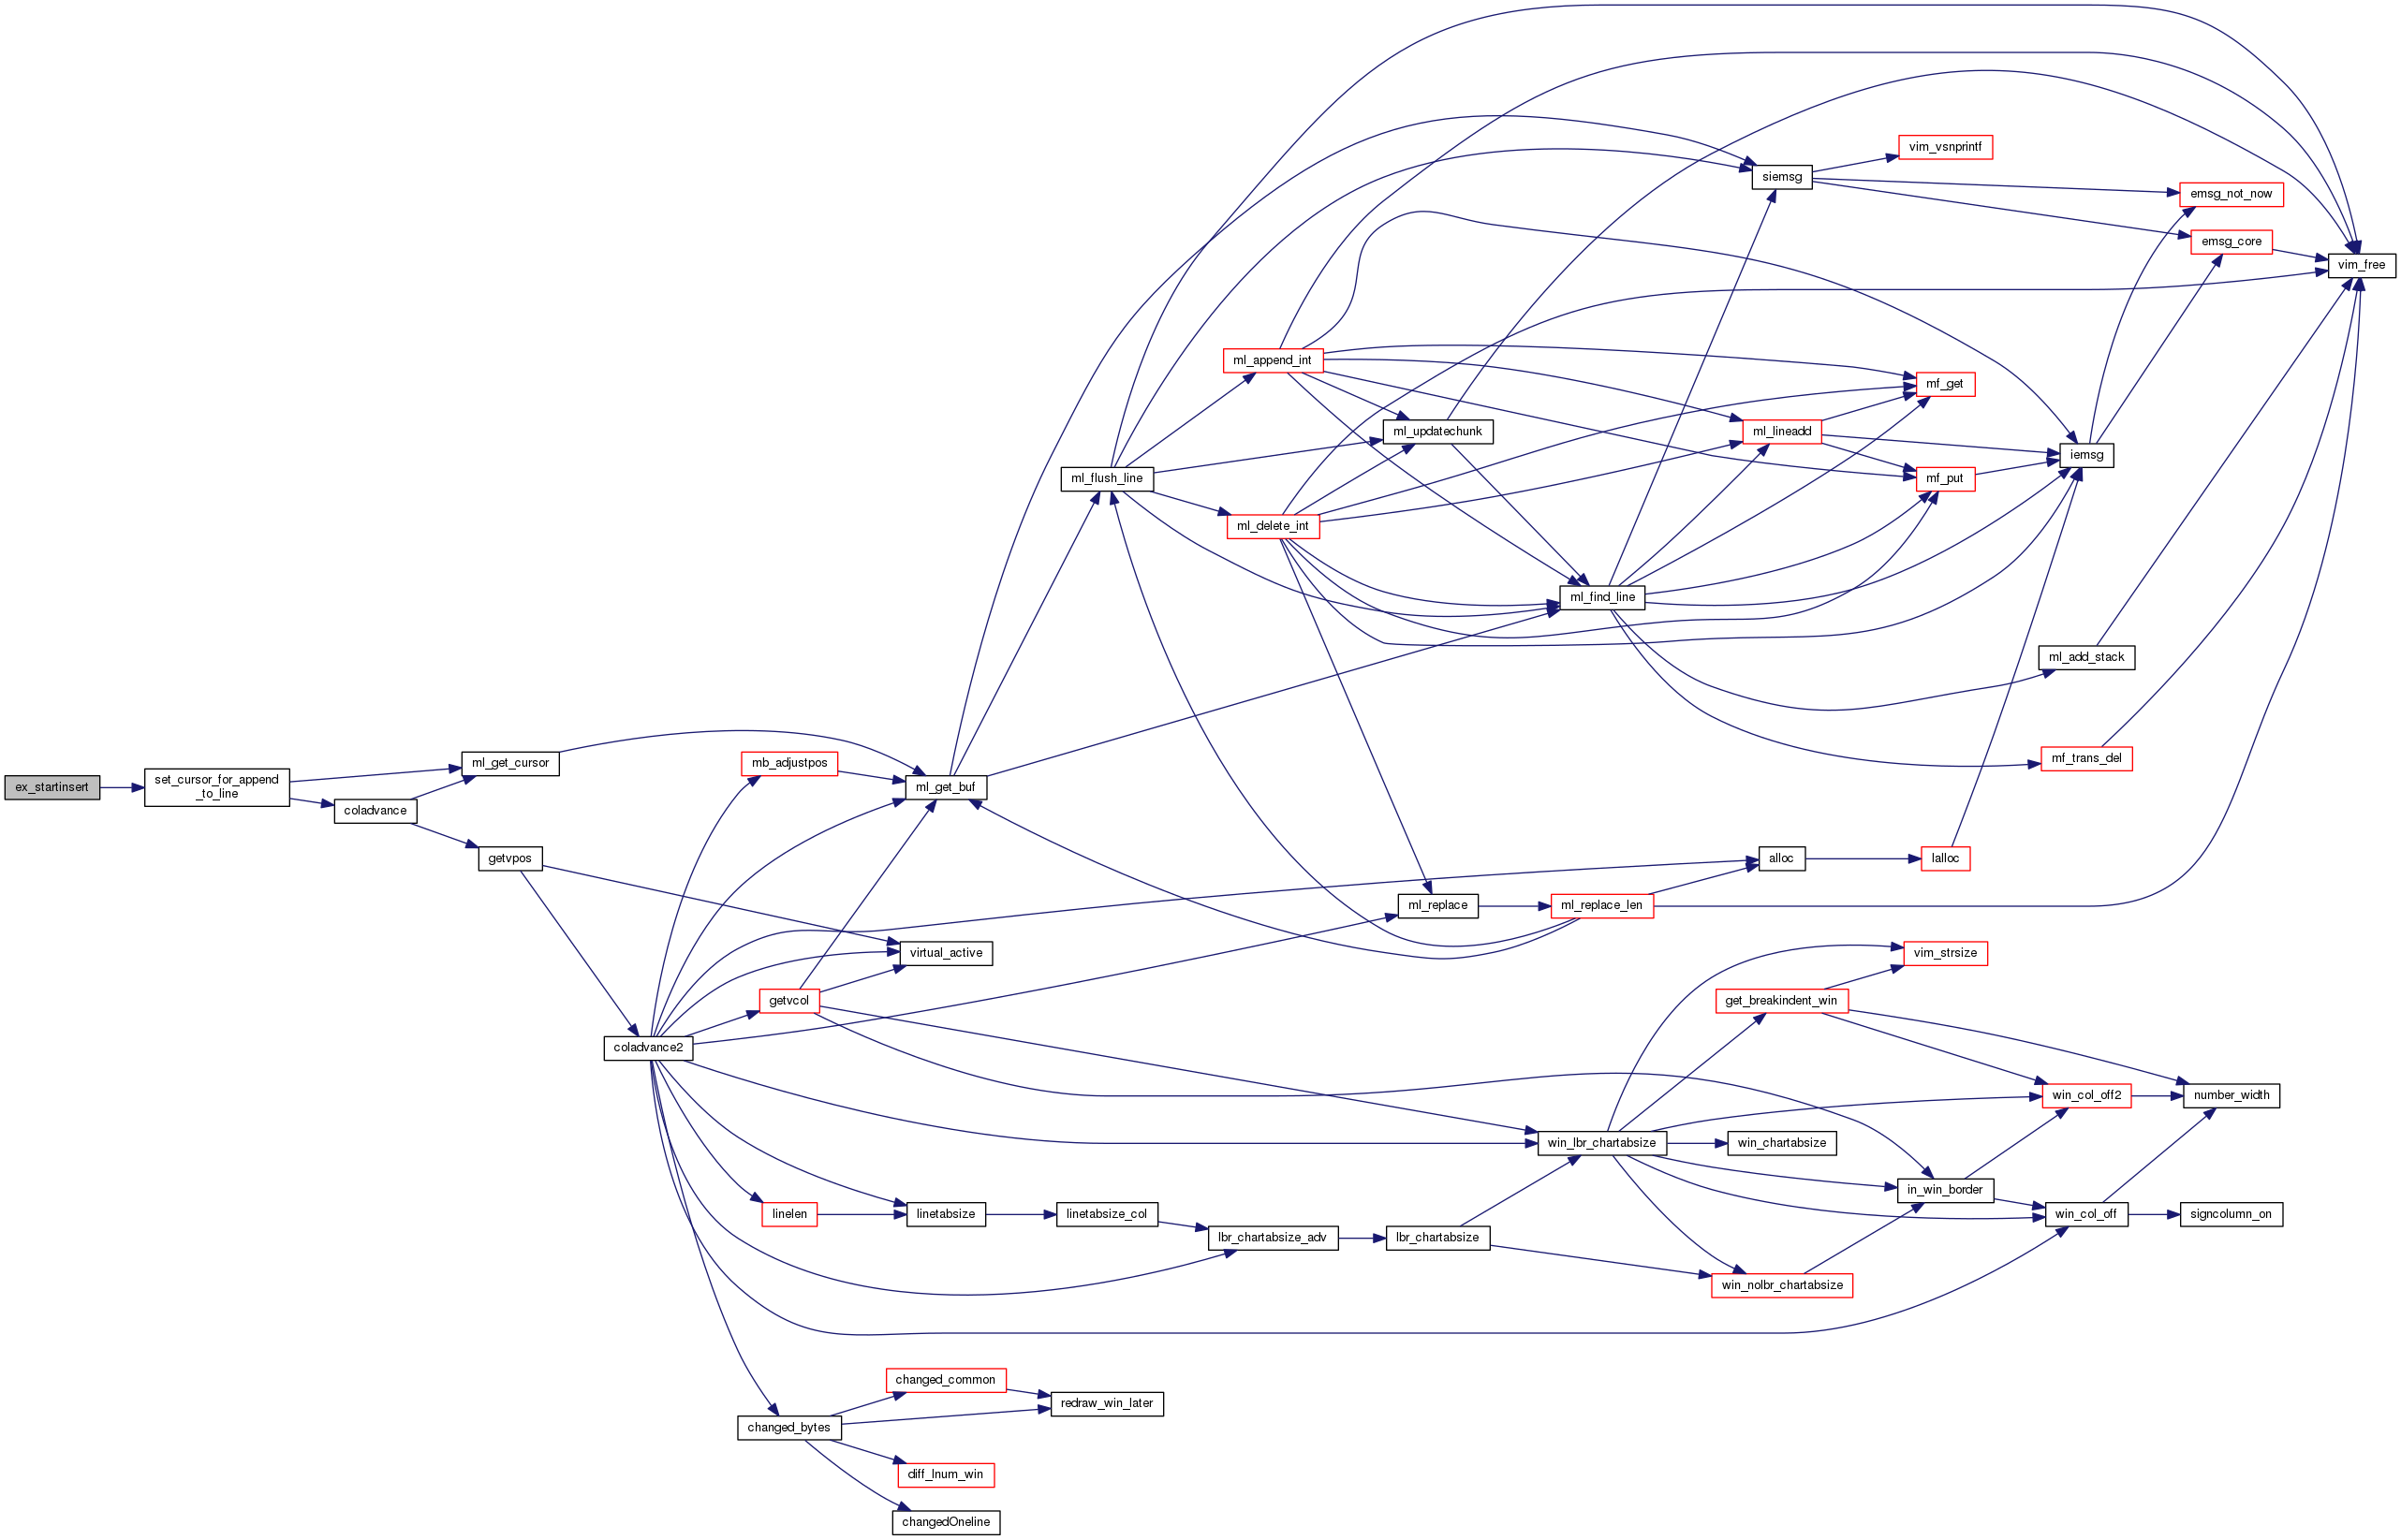 vim_vsnprintf
siemsg
emsg_not_now
emsg_core
vim_free
ml_append_int
mf_get
ml_updatechunk
ml_lineadd
iemsg
ml_flush_line
mf_put
ml_delete_int
ml_find_line
ml_add_stack
mf_trans_del
ex_startinsert
set_cursor_for_append
_to_line
ml_get_cursor
coladvance
mb_adjustpos
ml_get_buf
getvpos
alloc
lalloc
ml_replace
ml_replace_len
virtual_active
vim_strsize
getvcol
get_breakindent_win
coladvance2
win_col_off2
number_width
win_lbr_chartabsize
win_chartabsize
in_win_border
linelen
linetabsize
linetabsize_col
win_col_off
signcolumn_on
lbr_chartabsize_adv
lbr_chartabsize
win_nolbr_chartabsize
changed_common
redraw_win_later
changed_bytes
diff_lnum_win
changedOneline